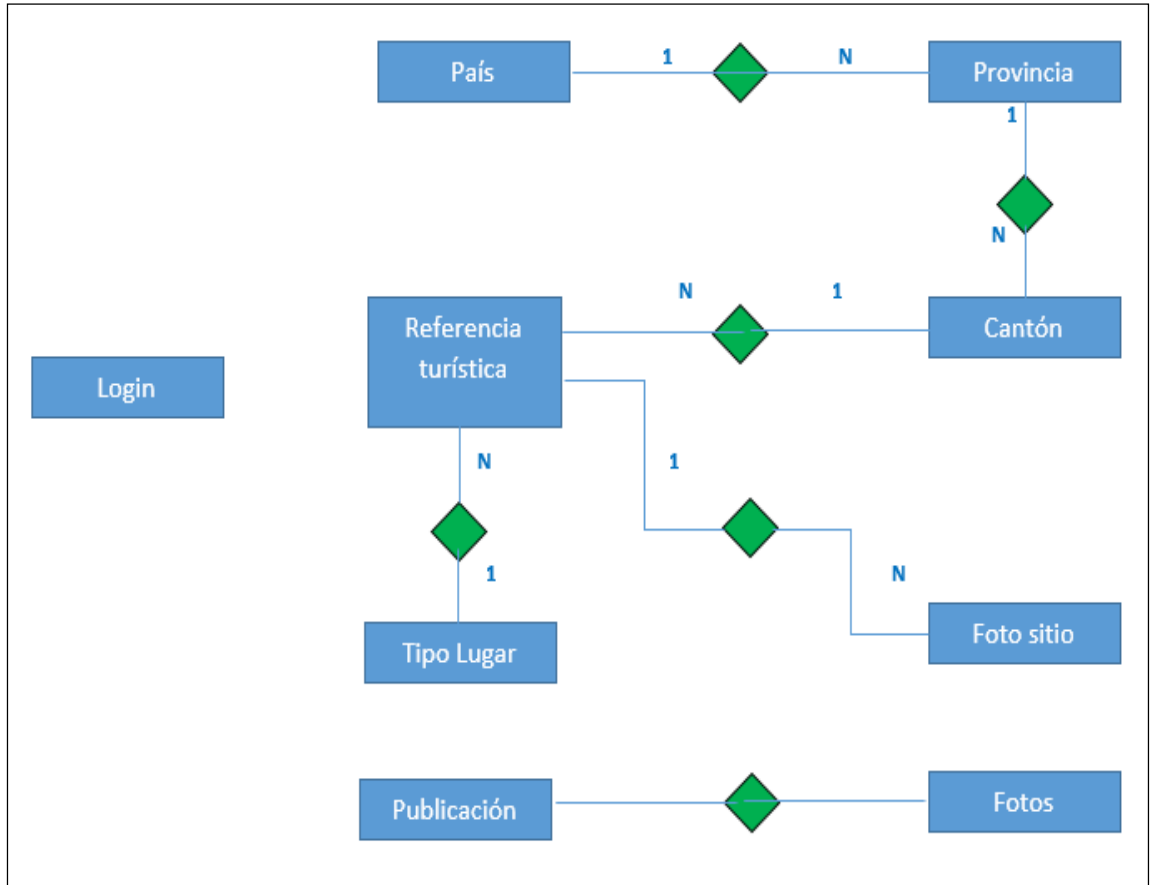 País
1
N
Provincia
1
N
Referencia
turística
N
1
Cantón
Login
N
1
1
N
Foto sitio
Tipo Lugar
Publicación
Fotos